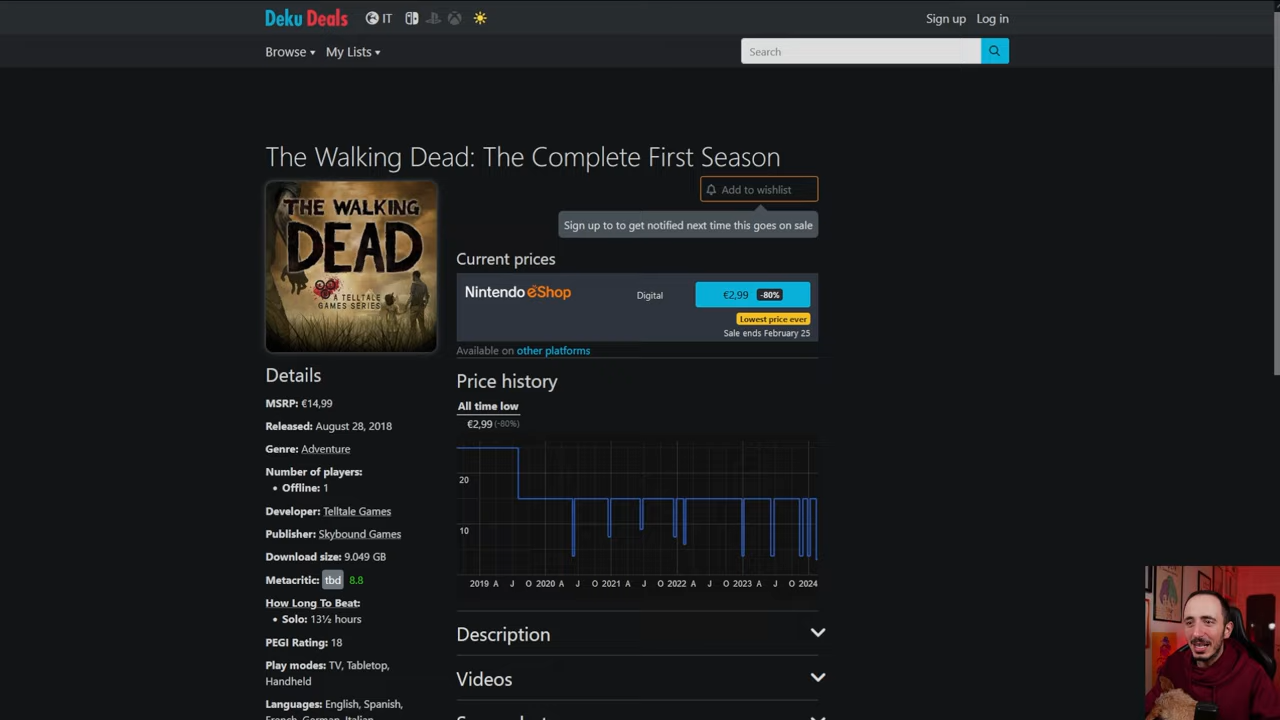 Deku Deals IT Sign up Log in
Browse My Lists Search
The Walking Dead: The Complete First Season
Add to wishlist
Sign up to to get notified next time this goes on sale
THE WALKING
DEAD
A TELLTALE
GAMES SERIES
Current prices
Nintendo eShop Digital €2,99 -80%
Lowest price ever
Sale ends February 25
Available on other platforms
Price history
All time low
€2,99 (-80%)
20
10
2019 A J O 2020 A J O 2021 A J O 2022 A J O 2023 A J O 2024
Description
Videos
Details
MSRP: €14,99
Released: August 28, 2018
Genre: Adventure
Number of players:
• Offline: 1
Developer: Telltale Games
Publisher: Skybound Games
Download size: 9.049 GB
Metacritic: tbd 8.8
How Long To Beat:
• Solo: 13½ hours
PEGI Rating: 18
Play modes: TV, Tabletop,
Handheld
Languages: English, Spanish,